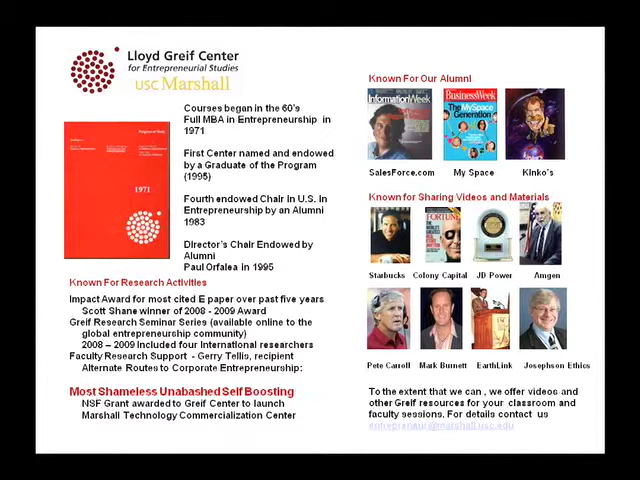 Lloyd Greif Center
for Entrepreneurial Studies
USC Marshall
Courses began in the 60's
Full MBA in Entrepreneurship in
1971
First Center named and endowed
by a Graduate of the Program
(1995)
Fourth endowed Chair in U.S. in
Entrepreneurship by an Alumni
1983
Director's Chair Endowed by
Alumni
Paul Orfalea in 1995
1971
Known For Research Activities
Impact Award for most cited E paper over past five years
Scott Shane winner of 2008 - 2009 Award
Greif Research Seminar Series (available online to the
global entrepreneurship community)
2008 – 2009 Included four International researchers
Faculty Research Support - Gerry Tellis, recipient
Alternate Routes to Corporate Entrepreneurship:
Most Shameless Unabashed Self Boosting
NSF Grant awarded to Greif Center to launch
Marshall Technology Commercialization Center
Known For Our Alumni
InformationWeek
BusinessWeek
The MySpace
Generation
SalesForce.com My Space Kinko's
Known for Sharing Videos and Materials
FORTUNE
Starbucks Colony Capital JD Power Amgen
Pete Carroll Mark Burnett EarthLink Josephson Ethics
To the extent that we can , we offer videos and
other Greif resources for your classroom and
faculty sessions. For details contact us
entrepreneur@marshall.usc.edu